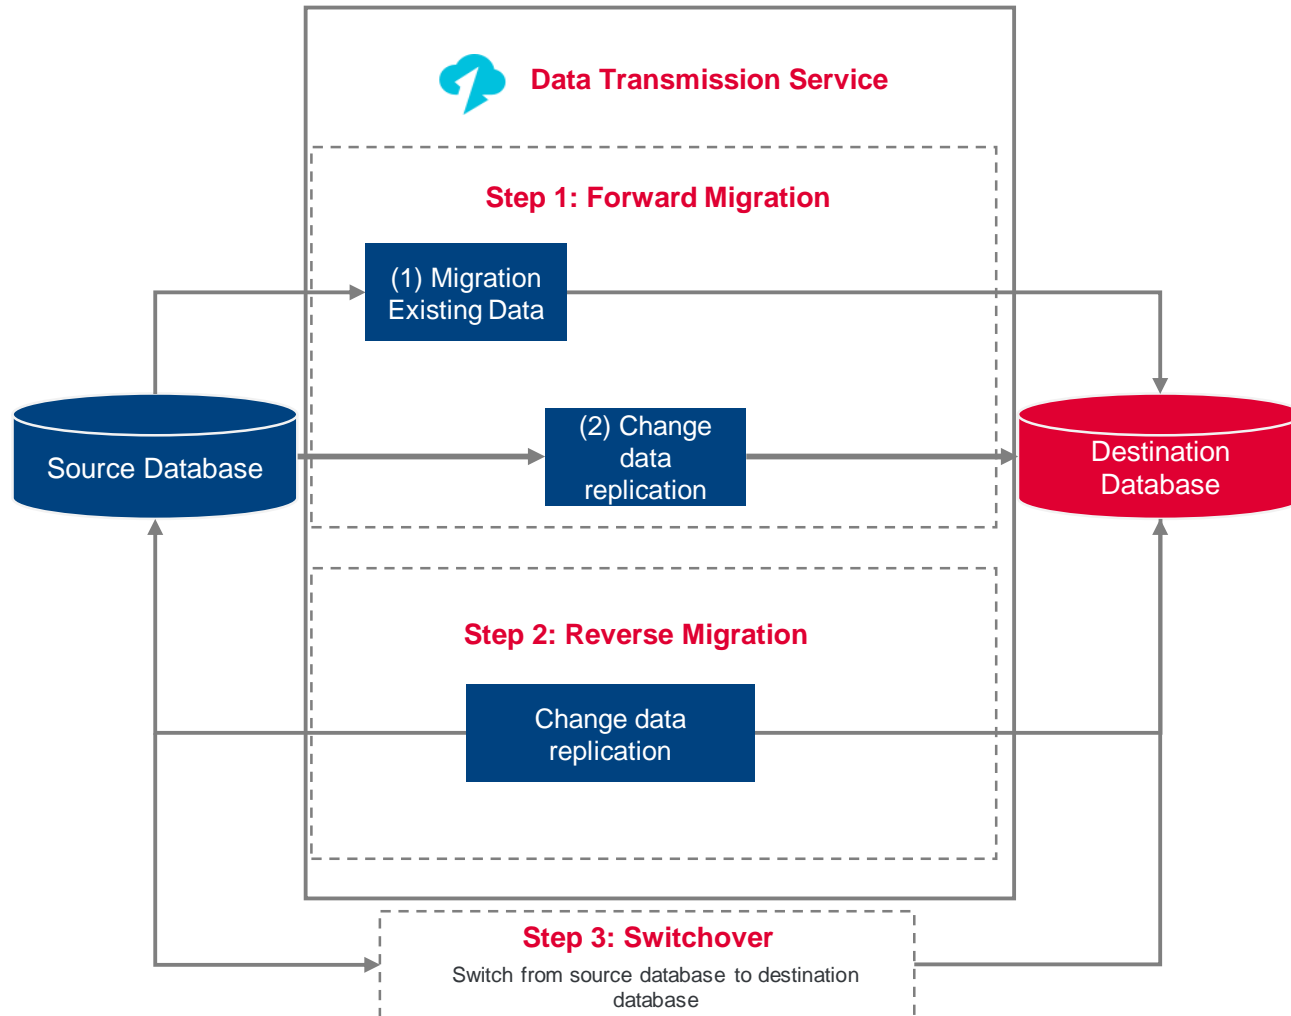 Data Transmission Service
Step 1: Forward Migration
(1) Migration
Existing Data
(2) Change
data
replication
Source Database
Destination
Database
Step 2: Reverse Migration
Change data
replication
Step 3: Switchover
Switch from source database to destination
database